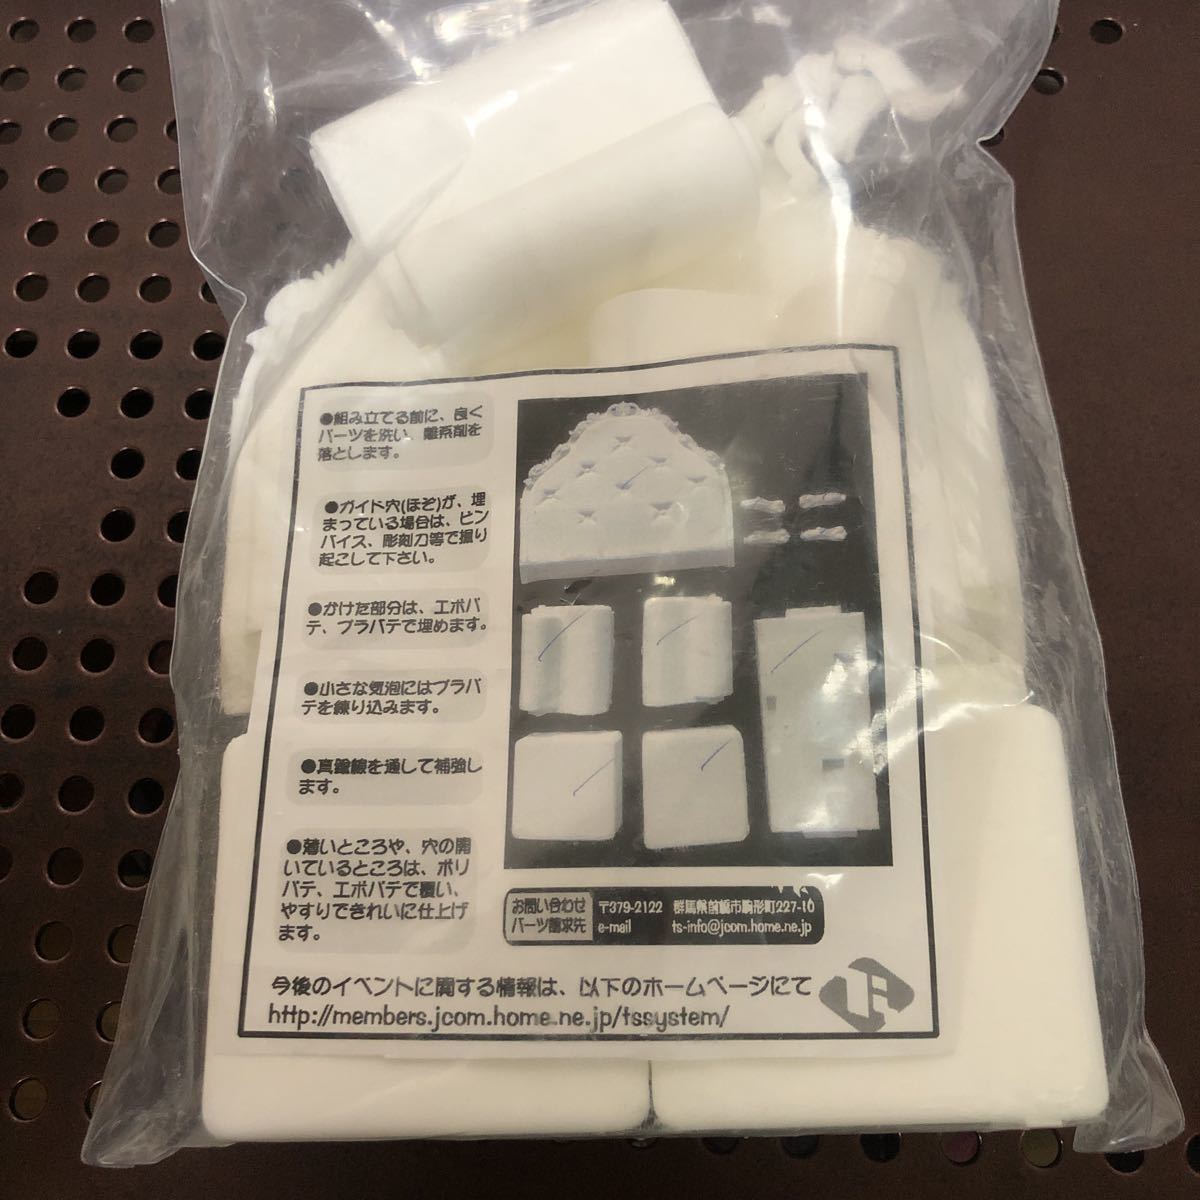 ●組み立てる前に、良く
パーツを洗い、離系剤を
落とします。
●ガイド穴(ほぞ)が、埋
まっている場合は、ピン
バイス、彫刻刀等で掘り
起こして下さい。
●かけた部分は、エポパ
テ、プラパテで埋めます。
●小さな気泡にはプラパ
テを練り込みます。
●真鍮線を通して補強し
ます。
●薄いところや、穴の開
いているところは、ポリ
パテ、エポパテで覆い、
やすりできれいに仕上げ
ます。
お問い合わせ
パーツ請求先
〒379-2122 群馬県前橋市駒形町227-10
e-mail ts-info@jcom.home.ne.jp
今後のイベントに関する情報は、以下のホームページにて
http://members.jcom.home.ne.jp/tssystem/